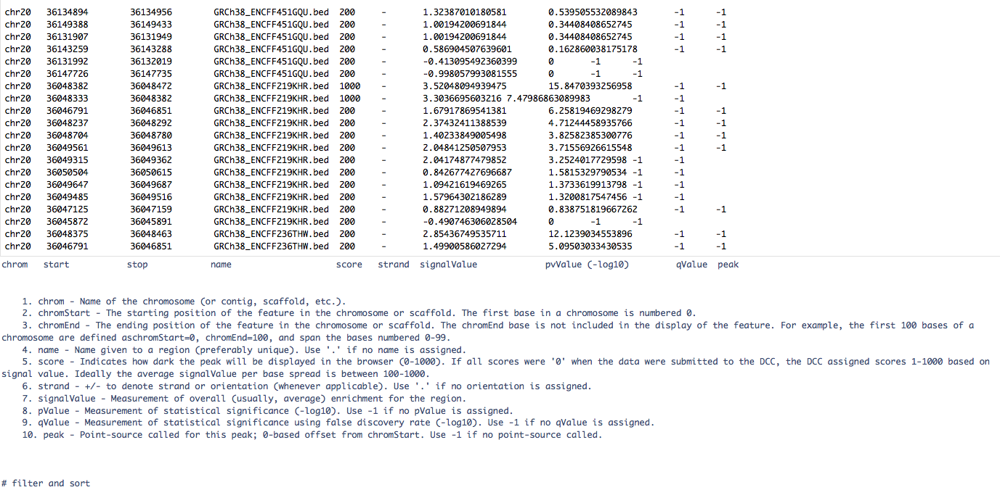 chr20 36134894 36134956 GRCh38_ENCFF451GQU.bed 200 - 1.32387010180581 0.539505532089843 -1 -1
chr20 36149388 36149433 GRCh38_ENCFF451GQU.bed 200 - 1.00194200691844 0.34408408652745 -1 -1
chr20 36131907 36131949 GRCh38_ENCFF451GQU.bed 200 - 1.00194200691844 0.34408408652745 -1 -1
chr20 36143259 36143288 GRCh38_ENCFF451GQU.bed 200 - 0.586904507639601 0.162860038175178 -1 -1
chr20 36131992 36132019 GRCh38_ENCFF451GQU.bed 200 - -0.413095492360399 0 -1 -1
chr20 36147726 36147735 GRCh38_ENCFF451GQU.bed 200 - -0.998057993081555 0 -1 -1
chr20 36048382 36048472 GRCh38_ENCFF219KHR.bed 1000 - 3.52048094939475 15.8470393256958 -1 -1
chr20 36048333 36048382 GRCh38_ENCFF219KHR.bed 1000 - 3.3036695603216 7.47986863089983 -1 -1
chr20 36046791 36046851 GRCh38_ENCFF219KHR.bed 200 - 1.67917869541381 6.25819469298279 -1 -1
chr20 36048237 36048292 GRCh38_ENCFF219KHR.bed 200 - 2.37432411388539 4.71244458935766 -1 -1
chr20 36048704 36048780 GRCh38_ENCFF219KHR.bed 200 - 1.40233849005498 3.82582385300776 -1 -1
chr20 36049561 36049613 GRCh38_ENCFF219KHR.bed 200 - 2.04841250507953 3.71556926615548 -1 -1
chr20 36049315 36049362 GRCh38_ENCFF219KHR.bed 200 - 2.04174877479852 3.2524017729598 -1 -1
chr20 36050504 36050615 GRCh38_ENCFF219KHR.bed 200 - 0.842677427696687 1.5815329790534 -1 -1
chr20 36049647 36049687 GRCh38_ENCFF219KHR.bed 200 - 1.09421619469265 1.3733619913798 -1 -1
chr20 36049485 36049516 GRCh38_ENCFF219KHR.bed 200 - 1.57964302186289 1.3200817547456 -1 -1
chr20 36047125 36047159 GRCh38_ENCFF219KHR.bed 200 - 0.88271208949894 0.838751819667262 -1 -1
chr20 36045872 36045891 GRCh38_ENCFF219KHR.bed 200 - -0.490746306028504 0 -1 -1
chr20 36048375 36048463 GRCh38_ENCFF236THW.bed 200 - 2.85436749535711 12.1239034553896 -1 -1
chr20 36046791 36046851 GRCh38_ENCFF236THW.bed 200 - 1.49900586027294 5.09503033430535 -1 -1
chrom start stop name score strand signalValue pvValue (-log10) qValue peak
1. chrom - Name of the chromosome (or contig, scaffold, etc.).
2. chromStart - The starting position of the feature in the chromosome or scaffold. The first base in a chromosome is numbered 0.
3. chromEnd - The ending position of the feature in the chromosome or scaffold. The chromEnd base is not included in the display of the feature. For example, the first 100 bases of a
chromosome are defined aschromStart=0, chromEnd=100, and span the bases numbered 0-99.
4. name - Name given to a region (preferably unique). Use '.' if no name is assigned.
5. score - Indicates how dark the peak will be displayed in the browser (0-1000). If all scores were '0' when the data were submitted to the DCC, the DCC assigned scores 1-1000 based on
signal value. Ideally the average signalValue per base spread is between 100-1000.
6. strand - +/- to denote strand or orientation (whenever applicable). Use '.' if no orientation is assigned.
7. signalValue - Measurement of overall (usually, average) enrichment for the region.
8. pValue - Measurement of statistical significance (-log10). Use -1 if no pValue is assigned.
9. qValue - Measurement of statistical significance using false discovery rate (-log10). Use -1 if no qValue is assigned.
10. peak - Point-source called for this peak; 0-based offset from chromStart. Use -1 if no point-source called.
# filter and sort